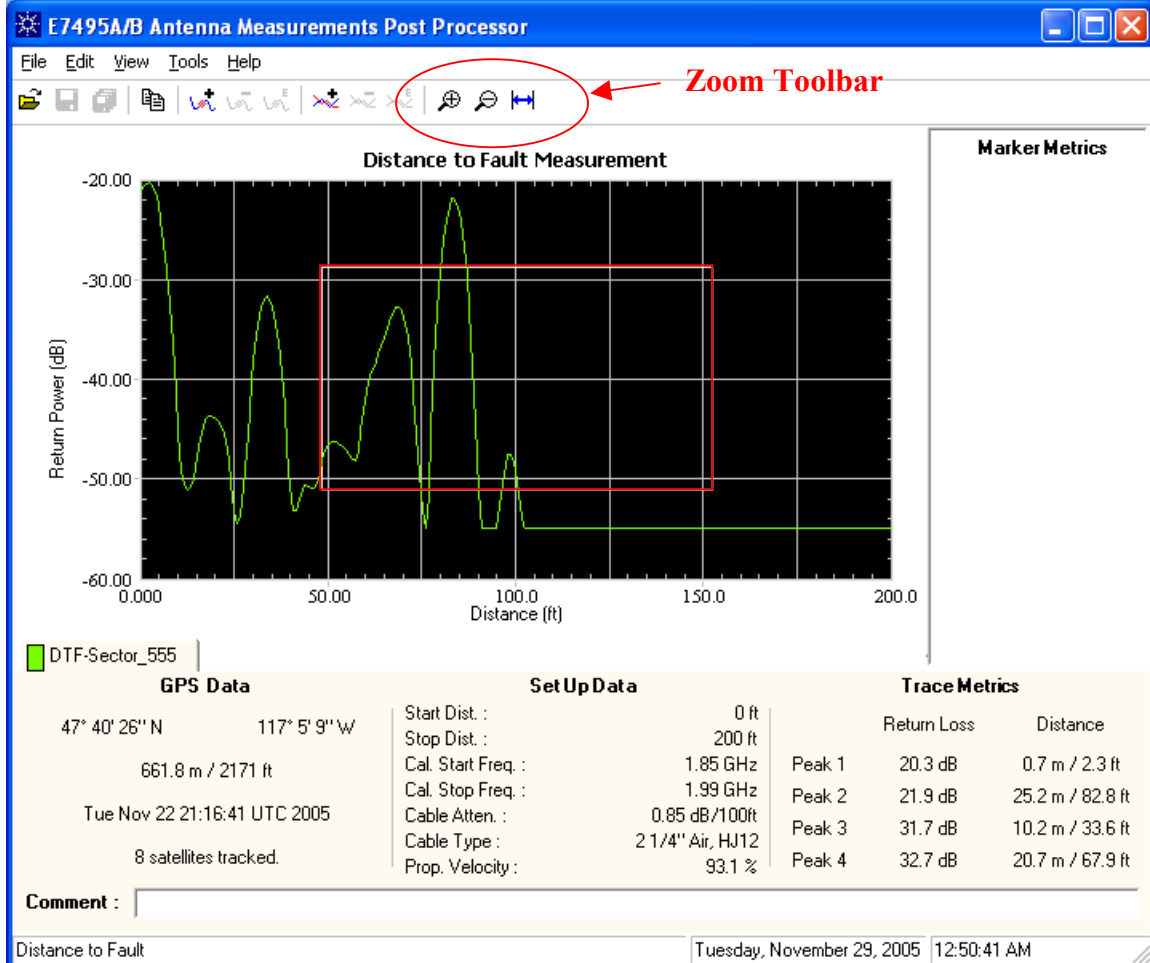 E7495A/B Antenna Measurements Post Processor
File Edit View Tools Help
Zoom Toolbar
Distance to Fault Measurement
Marker Metrics
Return Power (dB)
-20.00
-30.00
-40.00
-50.00
-60.00
0.000 50.00 100.0 150.0 200.0
Distance (ft)
DTF-Sector_555
GPS Data
47° 40' 26" N 117° 5' 9" W
661.8 m / 2171 ft
Tue Nov 22 21:16:41 UTC 2005
8 satellites tracked.
Set Up Data
Start Dist. : 0 ft
Stop Dist. : 200 ft
Cal. Start Freq. : 1.85 GHz
Cal. Stop Freq. : 1.99 GHz
Cable Atten. : 0.85 dB/100ft
Cable Type : 2 1/4" Air, HJ12
Prop. Velocity : 93.1 %
Trace Metrics
Return Loss Distance
Peak 1 20.3 dB 0.7 m / 2.3 ft
Peak 2 21.9 dB 25.2 m / 82.8 ft
Peak 3 31.7 dB 10.2 m / 33.6 ft
Peak 4 32.7 dB 20.7 m / 67.9 ft
Comment :
Distance to Fault
Tuesday, November 29, 2005 12:50:41 AM